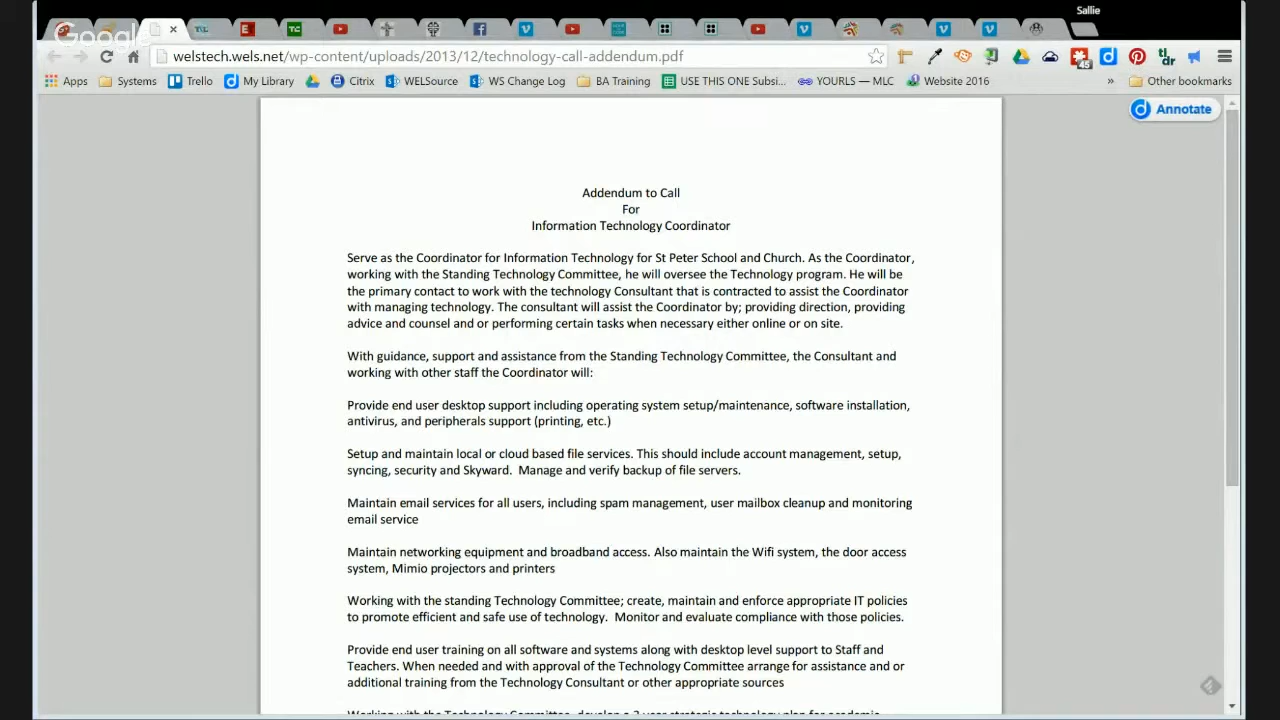 Sallie
Google
welstech.wels.net/wp-content/uploads/2013/12/technology-call-addendum.pdf
Apps Systems Trello My Library Citrix WELSource WS Change Log BA Training USE THIS ONE Subsi... YOURLS — MLC Website 2016 » Other bookmarks
Annotate
Addendum to Call
For
Information Technology Coordinator
Serve as the Coordinator for Information Technology for St Peter School and Church. As the Coordinator,
working with the Standing Technology Committee, he will oversee the Technology program. He will be
the primary contact to work with the technology Consultant that is contracted to assist the Coordinator
with managing technology. The consultant will assist the Coordinator by; providing direction, providing
advice and counsel and or performing certain tasks when necessary either online or on site.
With guidance, support and assistance from the Standing Technology Committee, the Consultant and
working with other staff the Coordinator will:
Provide end user desktop support including operating system setup/maintenance, software installation,
antivirus, and peripherals support (printing, etc.)
Setup and maintain local or cloud based file services. This should include account management, setup,
syncing, security and Skyward.  Manage and verify backup of file servers.
Maintain email services for all users, including spam management, user mailbox cleanup and monitoring
email service
Maintain networking equipment and broadband access. Also maintain the Wifi system, the door access
system, Mimio projectors and printers
Working with the standing Technology Committee; create, maintain and enforce appropriate IT policies
to promote efficient and safe use of technology.  Monitor and evaluate compliance with those policies.
Provide end user training on all software and systems along with desktop level support to Staff and
Teachers. When needed and with approval of the Technology Committee arrange for assistance and or
additional training from the Technology Consultant or other appropriate sources
Working with the Technology Committee, develop a 3 year strategic technology plan for academic